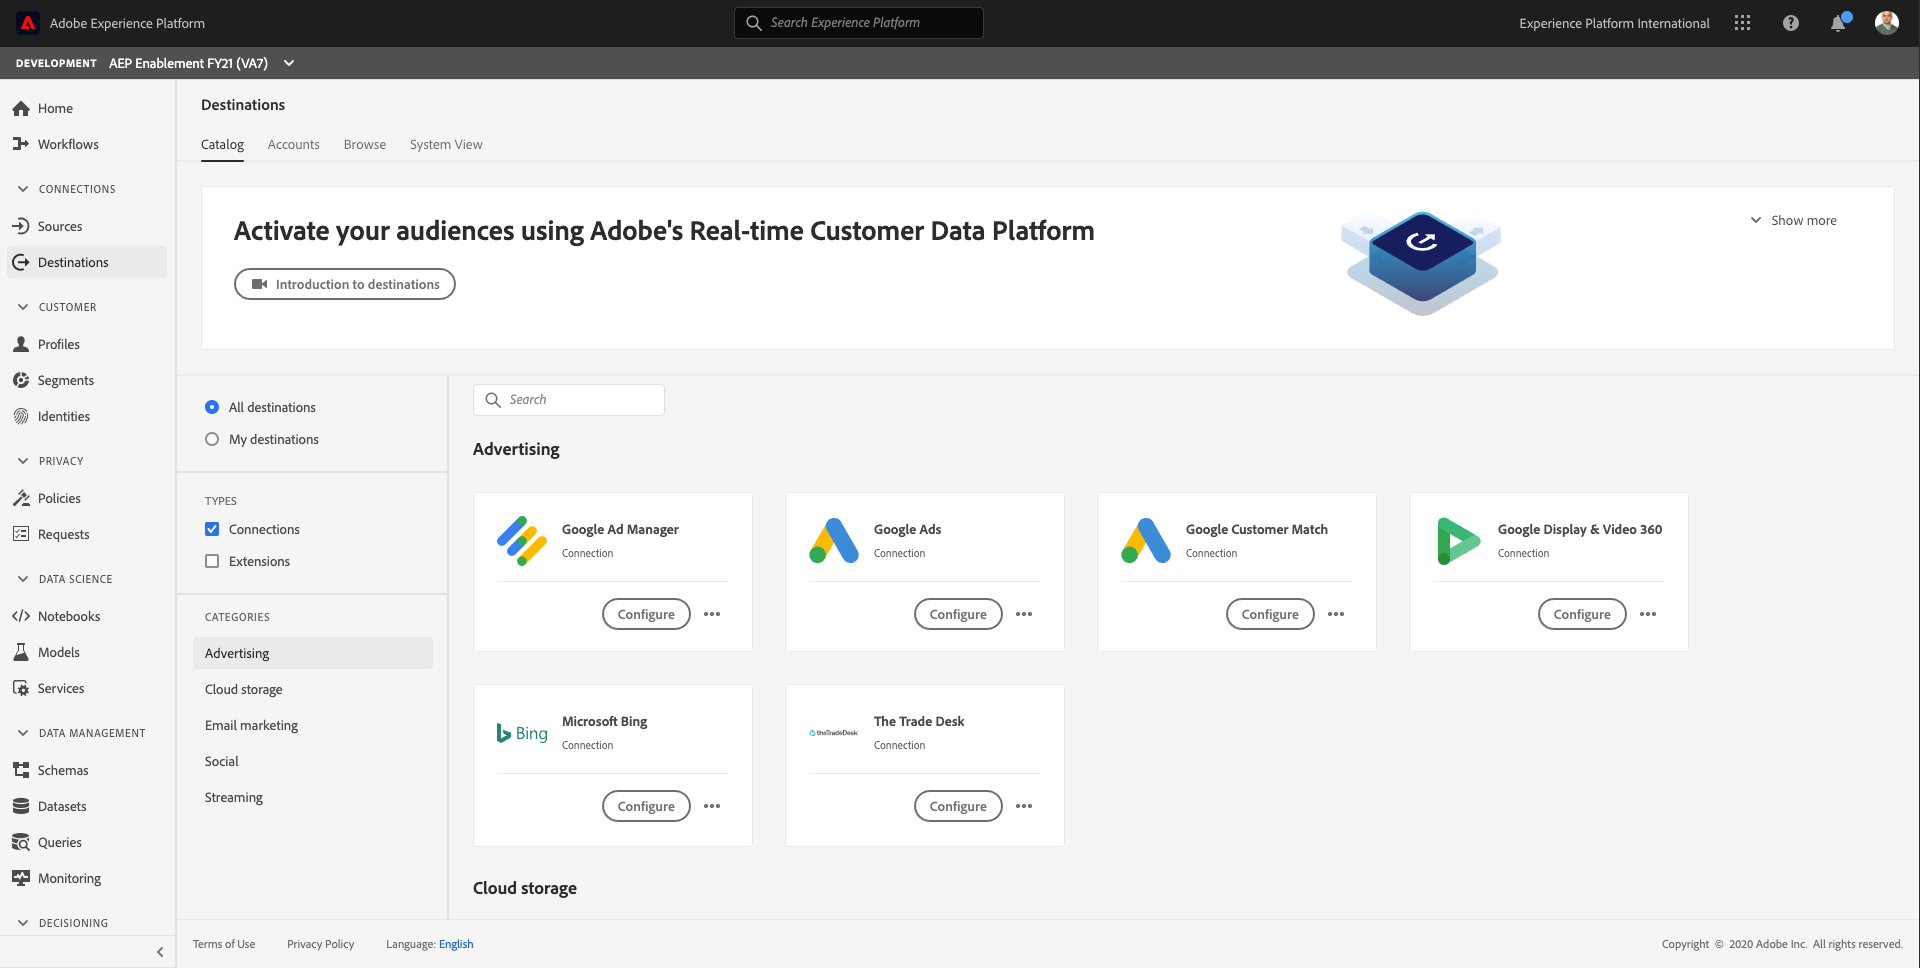 Adobe Experience Platform
Search Experience Platform
Experience Platform International
DEVELOPMENT AEP Enablement FY21 (VA7)
Home
Workflows
CONNECTIONS
Sources
Destinations
CUSTOMER
Profiles
Segments
Identities
PRIVACY
Policies
Requests
DATA SCIENCE
Notebooks
Models
Services
DATA MANAGEMENT
Schemas
Datasets
Queries
Monitoring
DECISIONING
Destinations
Catalog Accounts Browse System View
Activate your audiences using Adobe's Real-time Customer Data Platform
Introduction to destinations
Show more
All destinations
My destinations
TYPES
Connections
Extensions
CATEGORIES
Advertising
Cloud storage
Email marketing
Social
Streaming
Search
Advertising
Google Ad Manager
Connection
Configure
Google Ads
Connection
Configure
Google Customer Match
Connection
Configure
Google Display & Video 360
Connection
Configure
Bing
Microsoft Bing
Connection
Configure
theTradeDesk
The Trade Desk
Connection
Configure
Cloud storage
Terms of Use Privacy Policy Language: English
Copyright © 2020 Adobe Inc. All rights reserved.